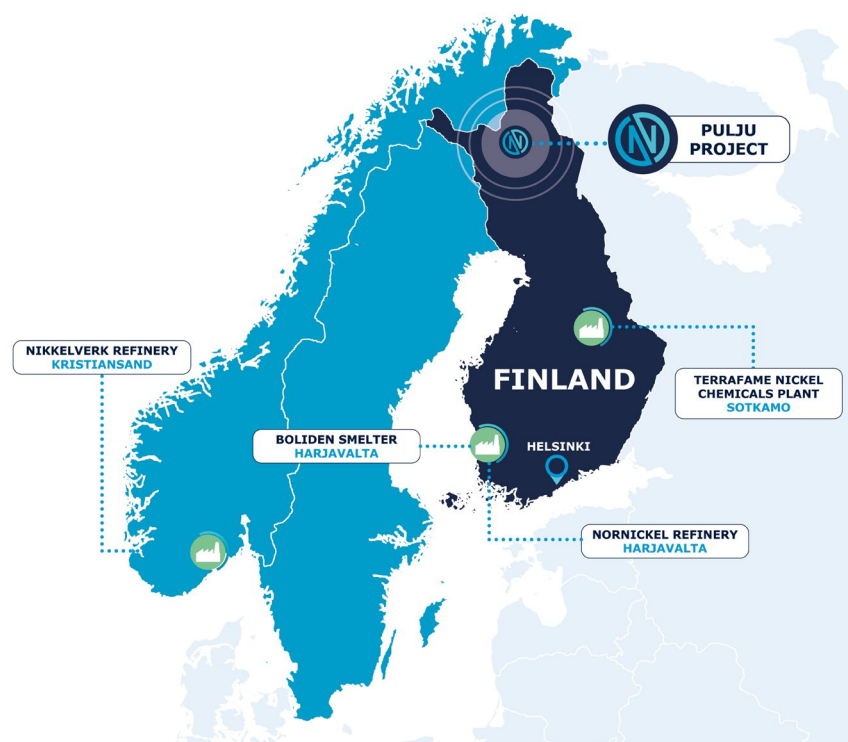 PULJU
PROJECT
NIKKELVERK REFINERY
KRISTIANSAND
FINLAND
TERRAFAME NICKEL
CHEMICALS PLANT
SOTKAMO
BOLIDEN SMELTER
HARJAVALTA
HELSINKI
NORNICKEL REFINERY
HARJAVALTA